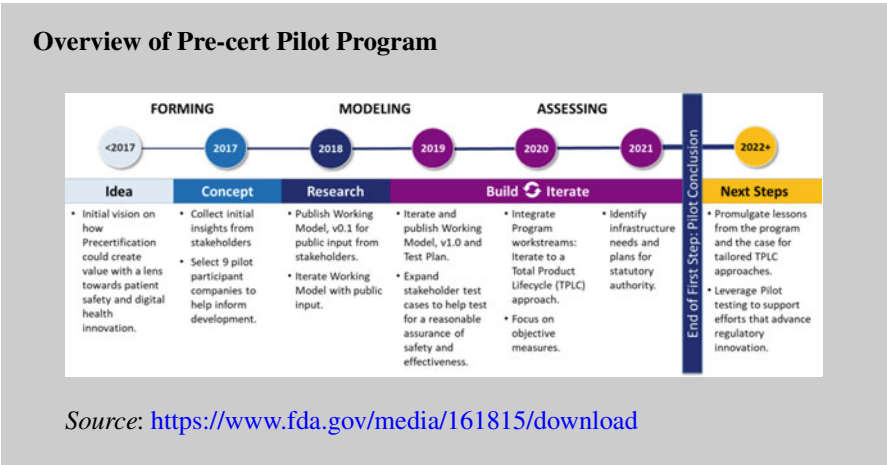 Overview of Pre-cert Pilot Program
FORMING
MODELING
ASSESSING
<2017
2017
2018
2019
2020
2021
2022+
Idea
Concept
Research
Build Iterate
Next Steps
• Initial vision on
how
Precertification
could create
value with a lens
towards patient
safety and digital
health
innovation.
• Collect initial
insights from
stakeholders
• Select 9 pilot
participant
companies to
help inform
development.
• Publish Working
Model, v0.1 for
public input from
stakeholders.
• Iterate Working
Model with public
input.
• Iterate and
publish Working
Model, v1.0 and
Test Plan.
• Expand
stakeholder test
cases to help test
for a reasonable
assurance of
safety and
effectiveness.
• Integrate
Program
workstreams:
Iterate to a
Total Product
Lifecycle (TPLC)
approach.
• Focus on
objective
measures.
• Identify
infrastructure
needs and
plans for
statutory
authority.
End of First Step: Pilot Conclusion
• Promulgate lessons
from the program
and the case for
tailored TPLC
approaches.
• Leverage Pilot
testing to support
efforts that advance
regulatory
innovation.
Source: https://www.fda.gov/media/161815/download